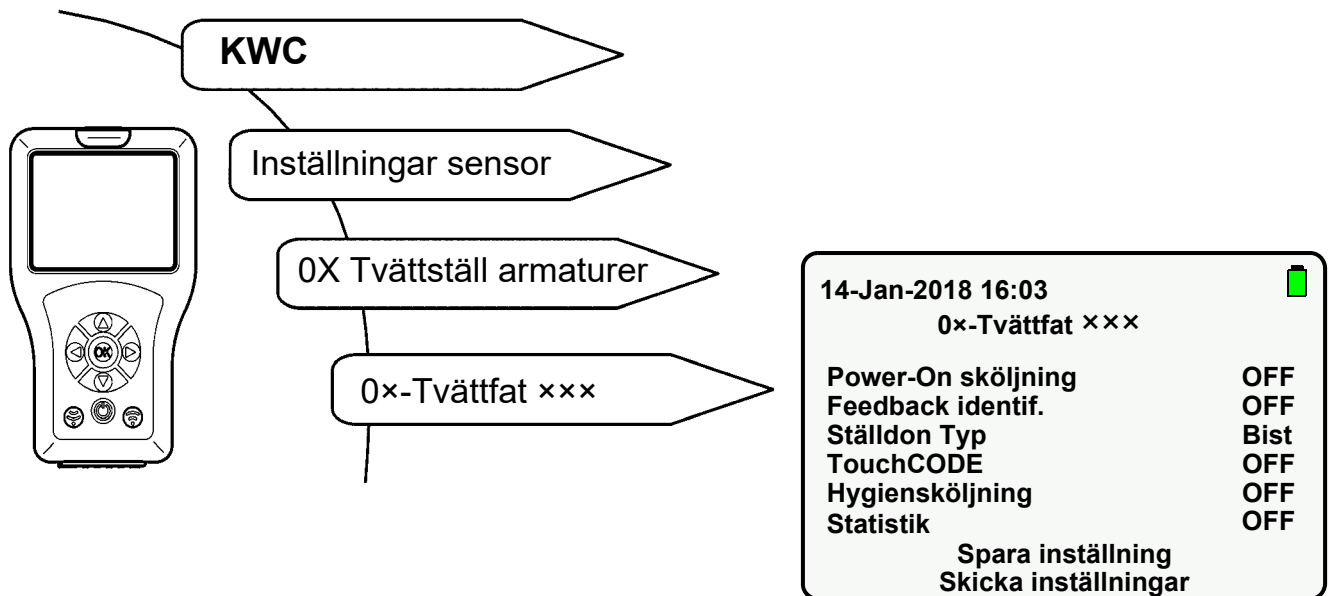 KWC
Inställningar sensor
0X Tvättställ armaturer
0×-Tvättfat ×××
OK
14-Jan-2018 16:03
0×-Tvättfat ×××
Power-On sköljning OFF
Feedback identif. OFF
Ställdon Typ Bist
TouchCODE OFF
Hygiensköljning OFF
Statistik OFF
Spara inställning
Skicka inställningar